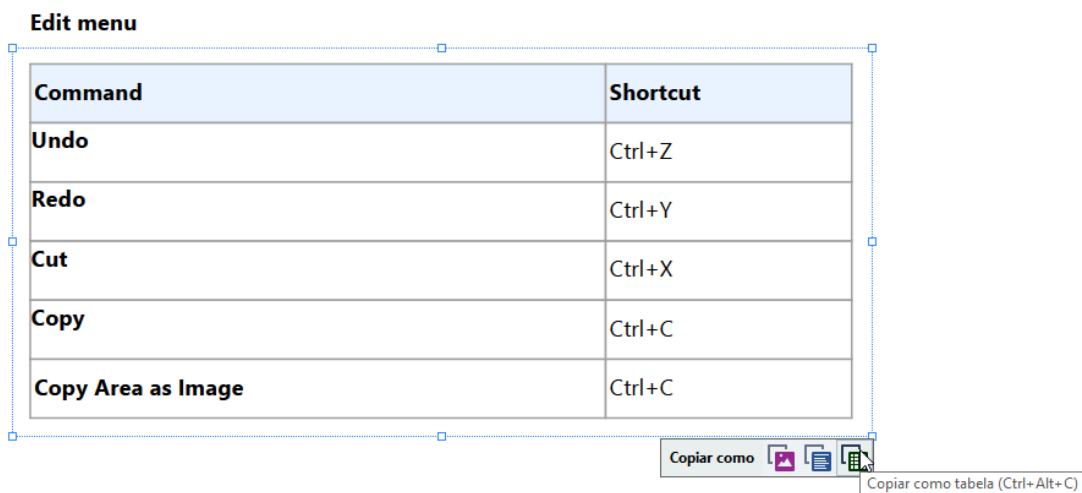 Edit menu
Command Shortcut
Undo Ctrl+Z
Redo Ctrl+Y
Cut Ctrl+X
Copy Ctrl+C
Copy Area as Image Ctrl+C
Copiar como
Copiar como tabela (Ctrl+Alt+C)